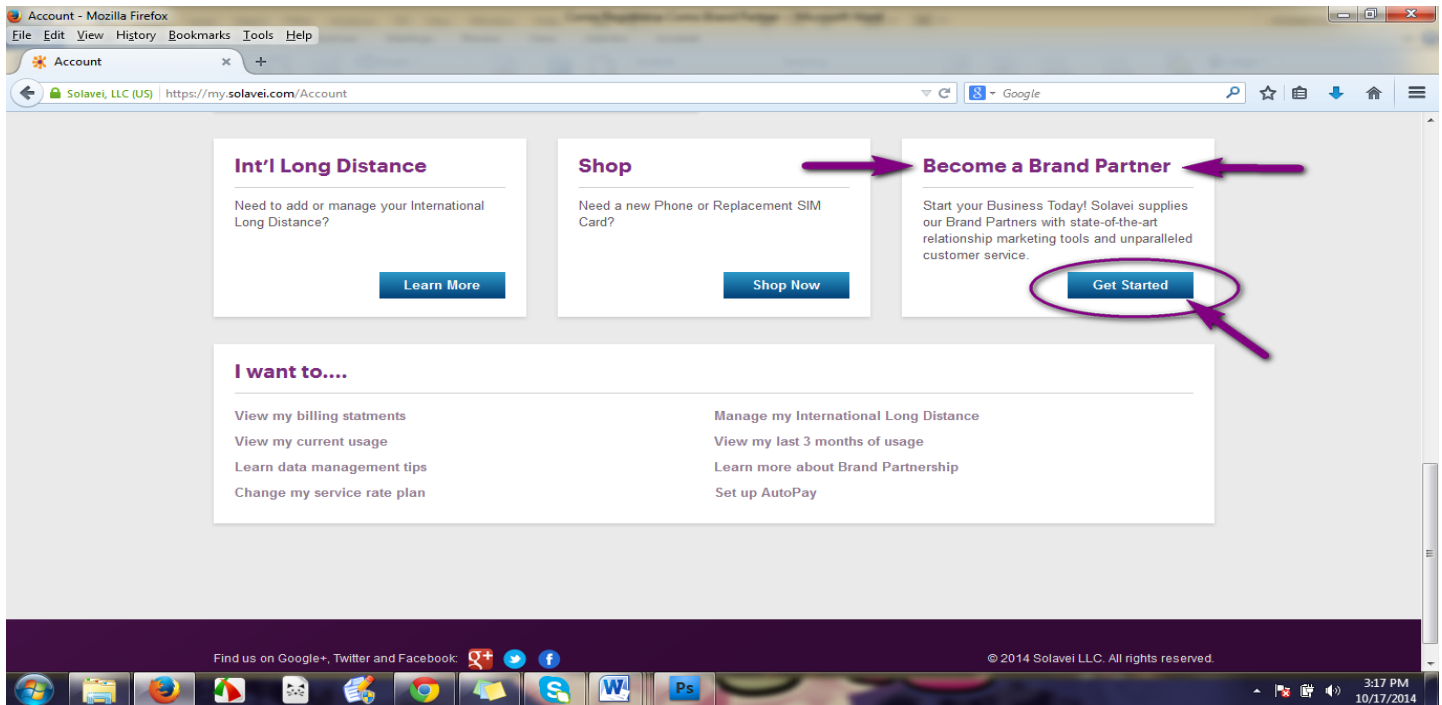 Account - Mozilla Firefox
File Edit View History Bookmarks Tools Help
Account
Solavei, LLC (US) https://my.solavei.com/Account
Google
Int'l Long Distance
Need to add or manage your International
Long Distance?
Learn More
Shop
Need a new Phone or Replacement SIM
Card?
Shop Now
Become a Brand Partner
Start your Business Today! Solavei supplies
our Brand Partners with state-of-the-art
relationship marketing tools and unparalleled
customer service.
Get Started
I want to....
View my billing statments
View my current usage
Learn data management tips
Change my service rate plan
Manage my International Long Distance
View my last 3 months of usage
Learn more about Brand Partnership
Set up AutoPay
Find us on Google+, Twitter and Facebook:
© 2014 Solavei LLC. All rights reserved.
Ps
3:17 PM
10/17/2014